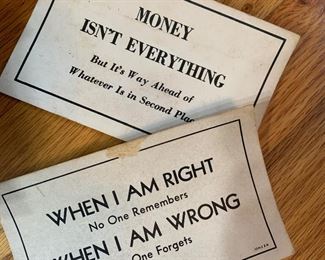 MONEY
ISN'T EVERYTHING
But It's Way Ahead of
Whatever Is in Second Plac
WHEN I AM RIGHT
No One Remembers
WHEN I AM WRONG
One Forgets